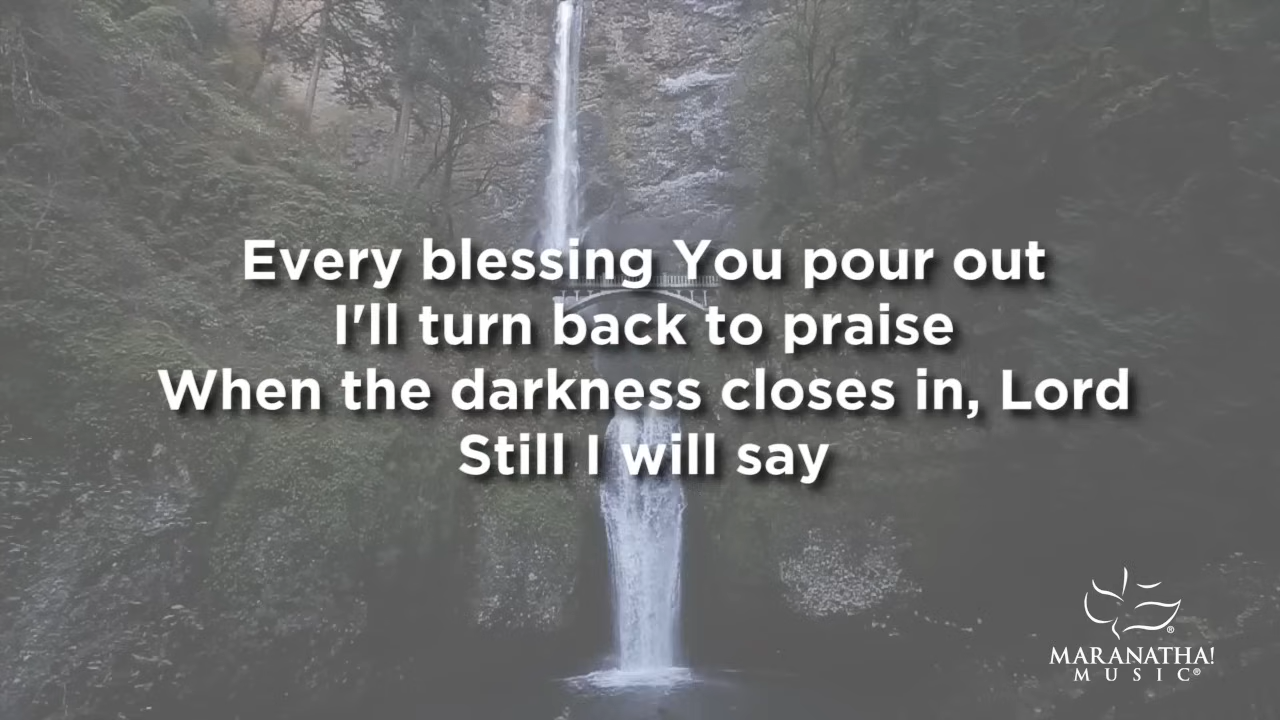 Every blessing You pour out
I'll turn back to praise
When the darkness closes in, Lord
Still I will say
MARANATHA!
MUSIC®